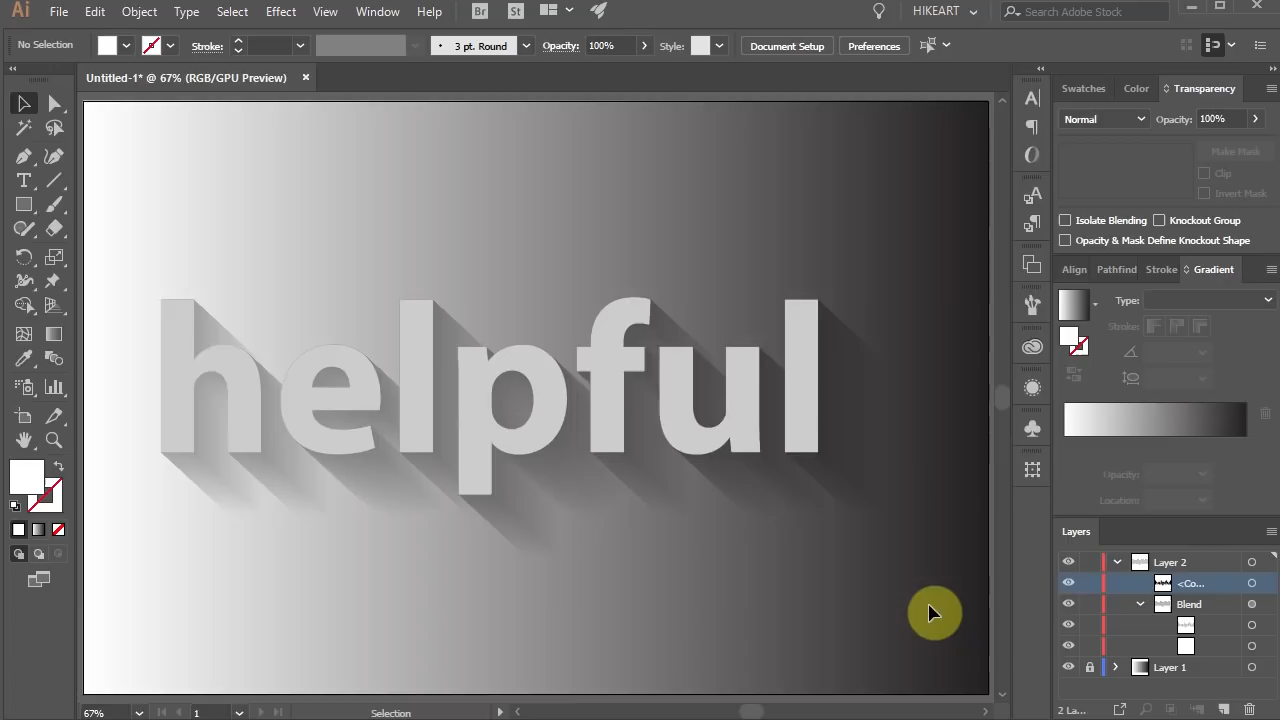 Ai File Edit Object Type Select Effect View Window Help Br St HIKEART Search Adobe Stock
No Selection Stroke: 3 pt. Round Opacity: 100% Style: Document Setup Preferences
Untitled-1* @ 67% (RGB/GPU Preview)
Swatches Color Transparency
Normal Opacity: 100%
Make Mask
Clip
Invert Mask
Isolate Blending Knockout Group
Opacity & Mask Define Knockout Shape
Align Pathfind Stroke Gradient
Type:
Stroke:
helpful
Opacity:
Location:
Layers
Layer 2
<Co...
Blend
Layer 1
67% 1 Selection 2 La...